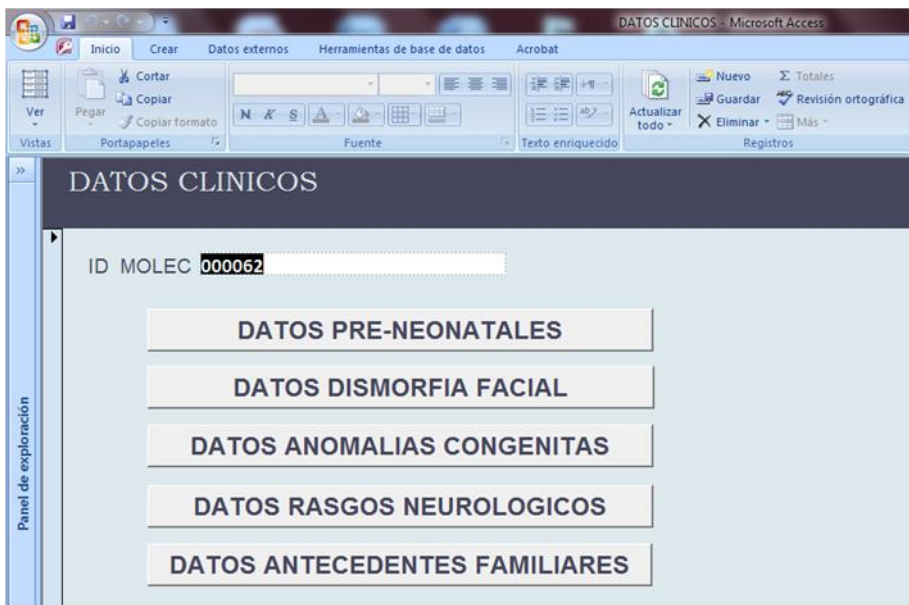 DATOS CLINICOS - Microsoft Access
Inicio Crear Datos externos Herramientas de base de datos Acrobat
Ver
Vistas
Pegar
Cortar
Copiar
Copiar formato
Portapapeles
N K S A
Fuente
Texto enriquecido
Actualizar todo
Nuevo
Guardar
Eliminar
Σ Totales
Revisión ortográfica
Más
Registros
»
Panel de exploración
DATOS CLINICOS
ID MOLEC 000062
DATOS PRE-NEONATALES
DATOS DISMORFIA FACIAL
DATOS ANOMALIAS CONGENITAS
DATOS RASGOS NEUROLOGICOS
DATOS ANTECEDENTES FAMILIARES